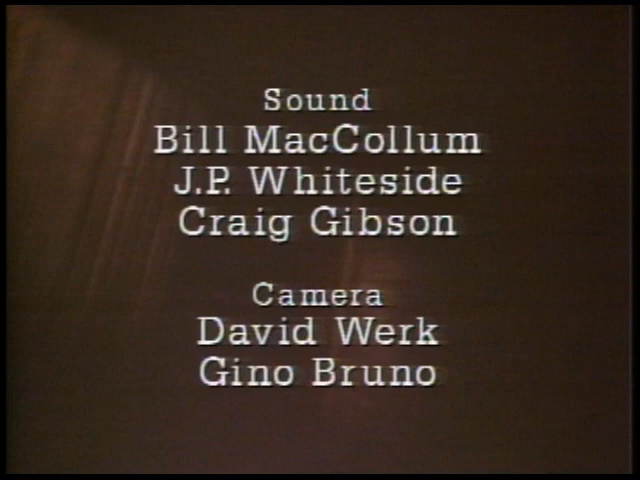 Sound
Bill MacCollum
J.P. Whiteside
Craig Gibson
Camera
David Werk
Gino Bruno